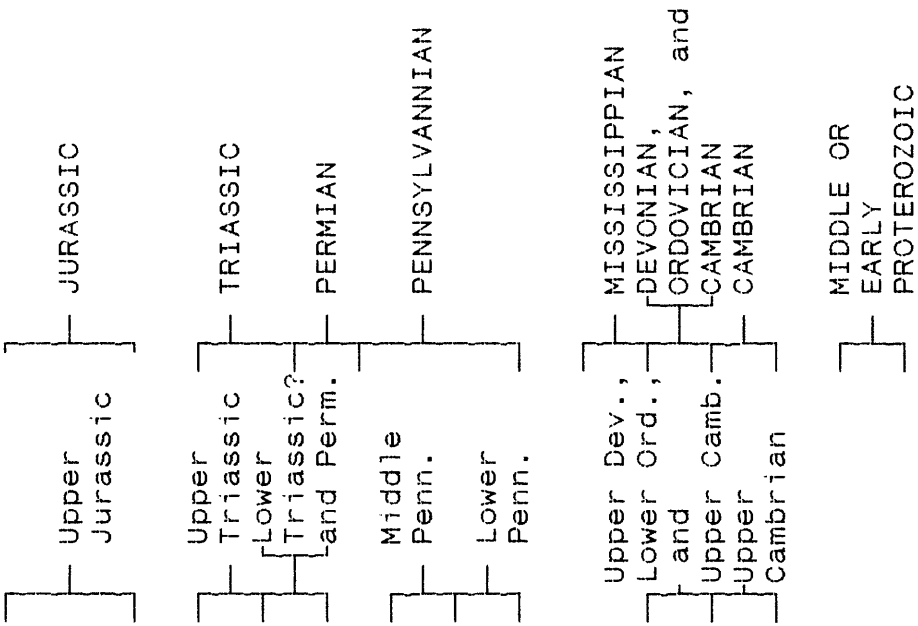 Upper
Jurassic
Upper
Triassic
Lower
Triassic?
and Perm.
Middle
Penn.
Lower
Penn.
Upper Dev.,
Lower Ord.,
and
Upper Camb.
Upper
Cambrian
JURASSIC
TRIASSIC
PERMIAN
PENNSYLVANNIAN
MISSISSIPPIAN
DEVONIAN,
ORDOVICIAN, and
CAMBRIAN
CAMBRIAN
MIDDLE OR
EARLY
PROTEROZOIC